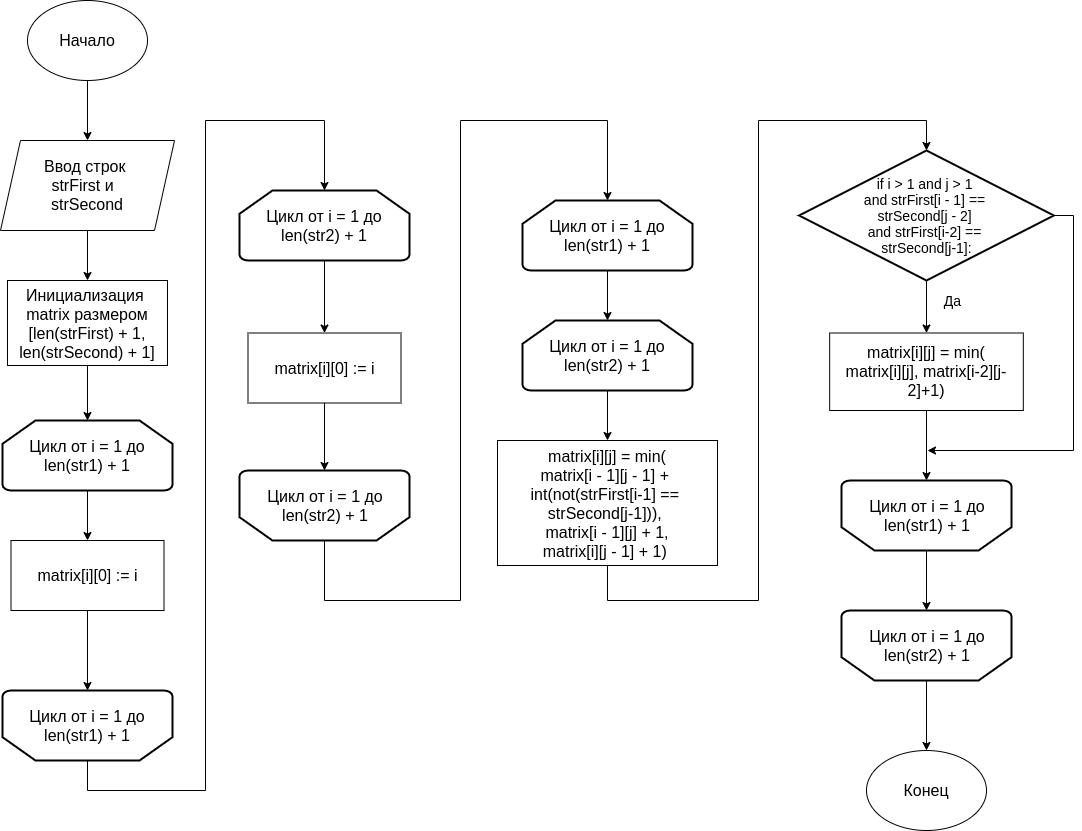 Начало
Ввод строк
strFirst и
strSecond
Инициализация
matrix размером
[len(strFirst) + 1,
len(strSecond) + 1]
Цикл от i = 1 до
len(str1) + 1
matrix[i][0] := i
Цикл от i = 1 до
len(str1) + 1
Цикл от i = 1 до
len(str2) + 1
matrix[i][0] := i
Цикл от i = 1 до
len(str2) + 1
Цикл от i = 1 до
len(str1) + 1
Цикл от i = 1 до
len(str2) + 1
matrix[i][j] = min(
matrix[i - 1][j - 1] +
int(not(strFirst[i-1] ==
strSecond[j-1])),
matrix[i - 1][j] + 1,
matrix[i][j - 1] + 1)
if i > 1 and j > 1
and strFirst[i - 1] ==
strSecond[j - 2]
and strFirst[i-2] ==
strSecond[j-1]:
Да
matrix[i][j] = min(
matrix[i][j], matrix[i-2][j-
2]+1)
Цикл от i = 1 до
len(str1) + 1
Цикл от i = 1 до
len(str2) + 1
Конец